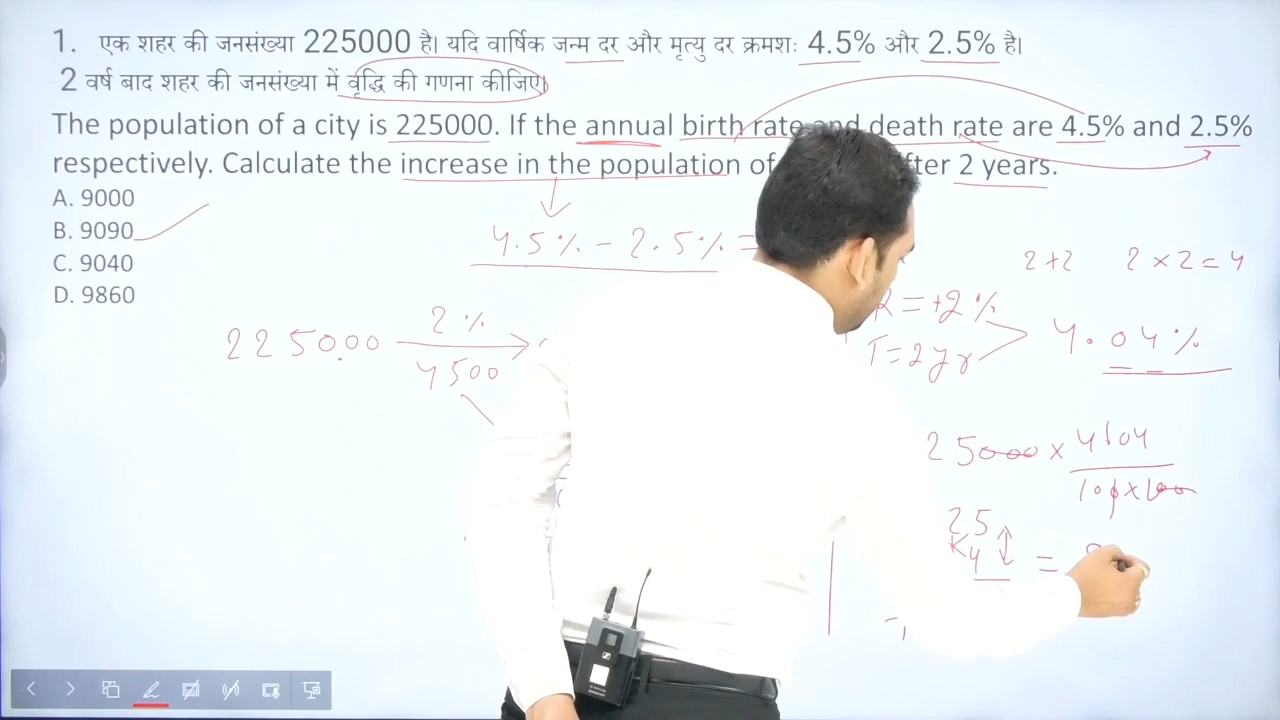 1. एक शहर की जनसंख्या 225000 है। यदि वार्षिक जन्म दर और मृत्यु दर क्रमशः 4.5% और 2.5% है।
2 वर्ष बाद शहर की जनसंख्या में वृद्धि की गणना कीजिए।
The population of a city is 225000. If the annual birth rate and death rate are 4.5% and 2.5%
respectively. Calculate the increase in the population of fter 2 years.
A. 9000
B. 9090
C. 9040
D. 9860
4.5% - 2.5% =
2+2 2 × 2 = 4
R = +2%
T = 2 yr
4.04%
225000 2%
4500
25000 × 404
100×100
25
4 =